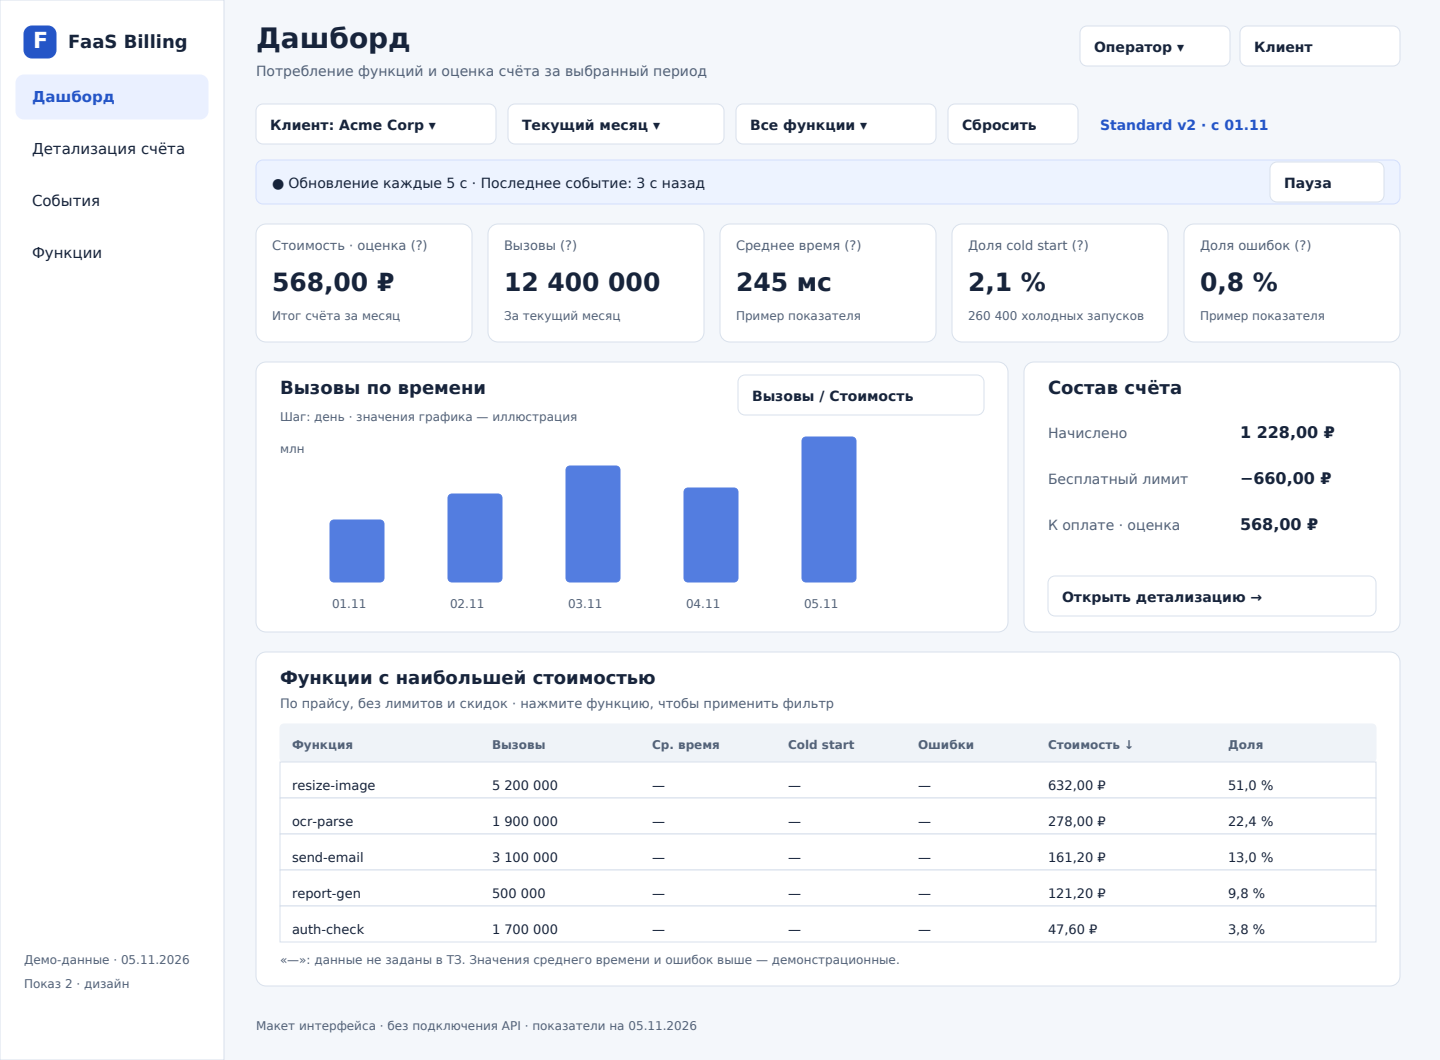 F FaaS Billing
Дашборд
Детализация счёта
События
Функции
Демо-данные · 05.11.2026
Показ 2 · дизайн
Дашборд
Потребление функций и оценка счёта за выбранный период
Оператор ▾ Клиент
Клиент: Acme Corp ▾ Текущий месяц ▾ Все функции ▾ Сбросить Standard v2 · с 01.11
● Обновление каждые 5 с · Последнее событие: 3 с назад Пауза
Стоимость · оценка (?)
568,00 ₽
Итог счёта за месяц
Вызовы (?)
12 400 000
За текущий месяц
Среднее время (?)
245 мс
Пример показателя
Доля cold start (?)
2,1 %
260 400 холодных запусков
Доля ошибок (?)
0,8 %
Пример показателя
Вызовы по времени
Шаг: день · значения графика — иллюстрация
Вызовы / Стоимость
млн
01.11 02.11 03.11 04.11 05.11
Состав счёта
Начислено 1 228,00 ₽
Бесплатный лимит −660,00 ₽
К оплате · оценка 568,00 ₽
Открыть детализацию →
Функции с наибольшей стоимостью
По прайсу, без лимитов и скидок · нажмите функцию, чтобы применить фильтр
Функция Вызовы Ср. время Cold start Ошибки Стоимость ↓ Доля
resize-image 5 200 000 — — — 632,00 ₽ 51,0 %
ocr-parse 1 900 000 — — — 278,00 ₽ 22,4 %
send-email 3 100 000 — — — 161,20 ₽ 13,0 %
report-gen 500 000 — — — 121,20 ₽ 9,8 %
auth-check 1 700 000 — — — 47,60 ₽ 3,8 %
«—»: данные не заданы в ТЗ. Значения среднего времени и ошибок выше — демонстрационные.
Макет интерфейса · без подключения API · показатели на 05.11.2026